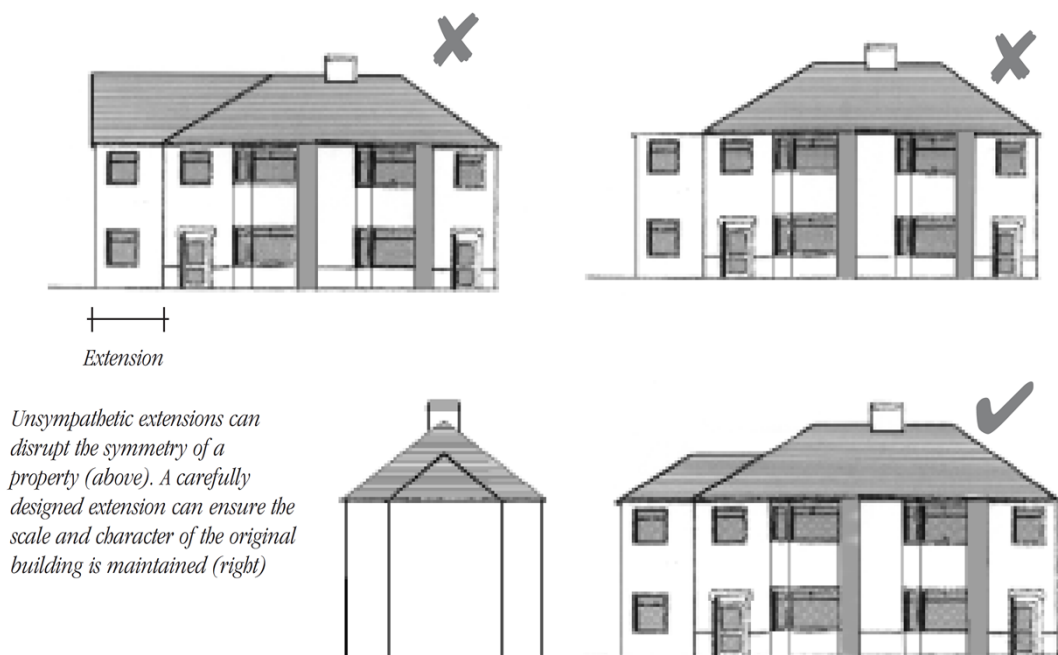 Extension
Unsympathetic extensions can
disrupt the symmetry of a
property (above). A carefully
designed extension can ensure the
scale and character of the original
building is maintained (right)